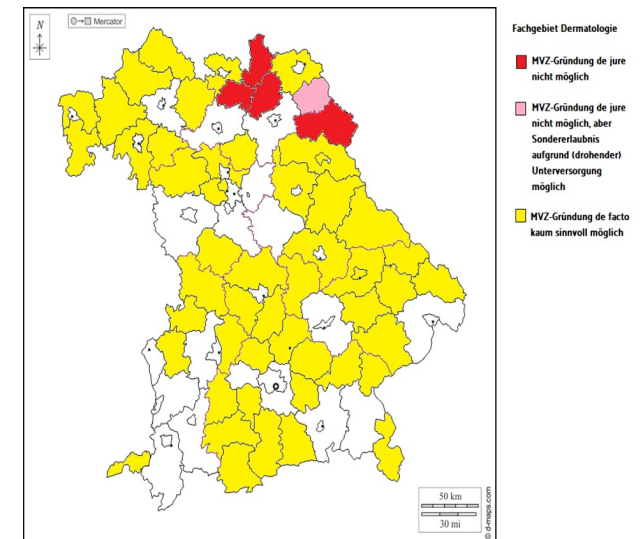 N
Mercator
Fachgebiet Dermatologie
MVZ-Gründung de jure
nicht möglich
MVZ-Gründung de jure
nicht möglich, aber
Sondererlaubnis
aufgrund (drohender)
Unterversorgung
möglich
MVZ-Gründung de facto
kaum sinnvoll möglich
50 km
30 mi
© d-maps.com